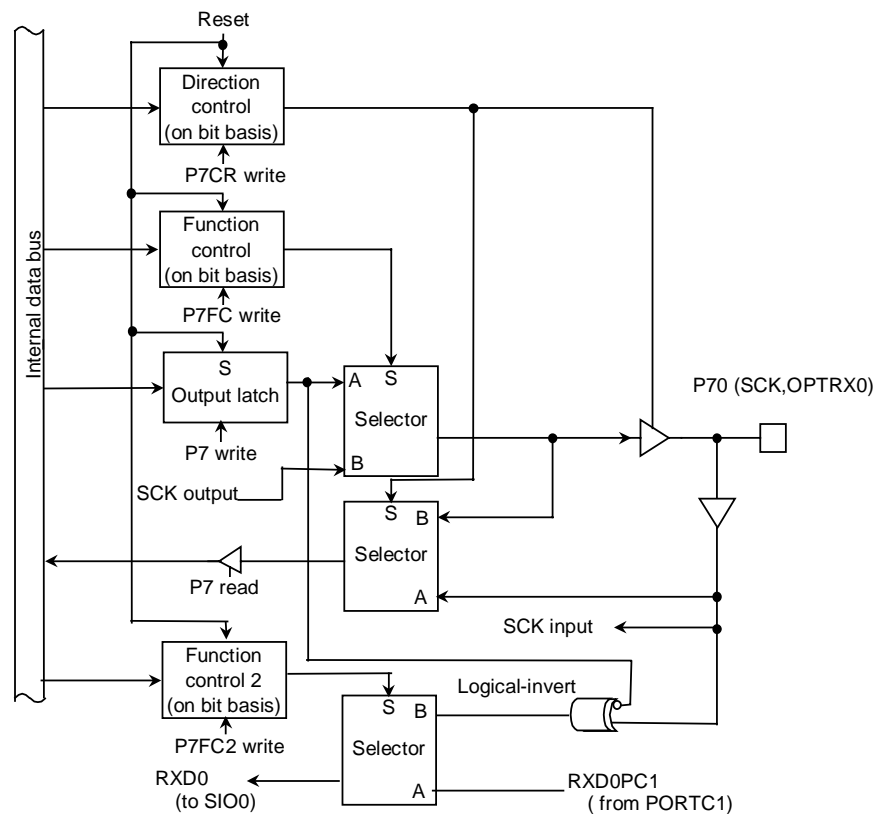 Reset
Direction
control
(on bit basis)
P7CR write
Function
control
(on bit basis)
P7FC write
Internal data bus
S
Output latch
P7 write
A
S
Selector
B
SCK output
P70 (SCK,OPTRX0)
S
B
Selector
A
P7 read
SCK input
Function
control 2
(on bit basis)
P7FC2 write
Logical-invert
S
B
Selector
A
RXD0
(to SIO0)
RXD0PC1
( from PORTC1)